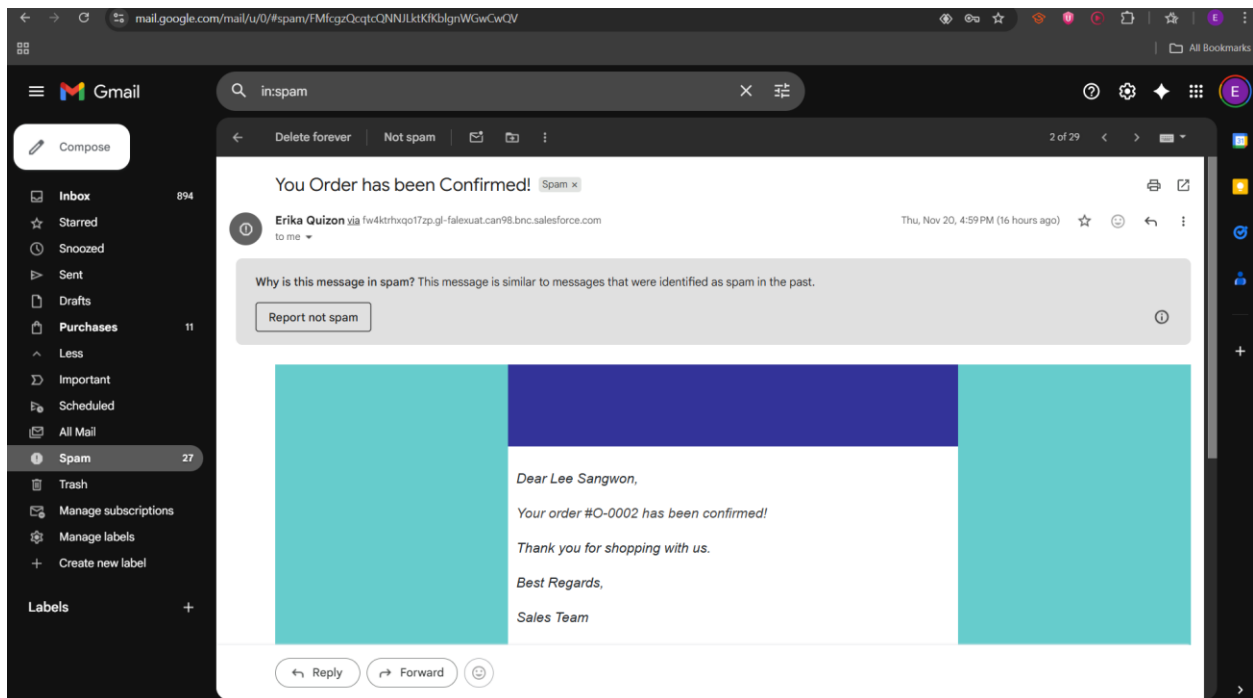 mail.google.com/mail/u/0/#spam/FMfcgzQcqtcQNNJLktKfKblgnWGwCwQV
E
All Bookmarks
Gmail
in:spam
E
Compose
Delete forever
Not spam
2 of 29
Inbox 894
Starred
Snoozed
Sent
Drafts
Purchases 11
Less
Important
Scheduled
All Mail
Spam 27
Trash
Manage subscriptions
Manage labels
Create new label
Labels
You Order has been Confirmed! Spam x
Erika Quizon via fw4ktrhxqo17zp.gl-falexuat.can98.bnc.salesforce.com
Thu, Nov 20, 4:59 PM (16 hours ago)
to me
Why is this message in spam? This message is similar to messages that were identified as spam in the past.
Report not spam
Dear Lee Sangwon,
Your order #O-0002 has been confirmed!
Thank you for shopping with us.
Best Regards,
Sales Team
Reply
Forward
31